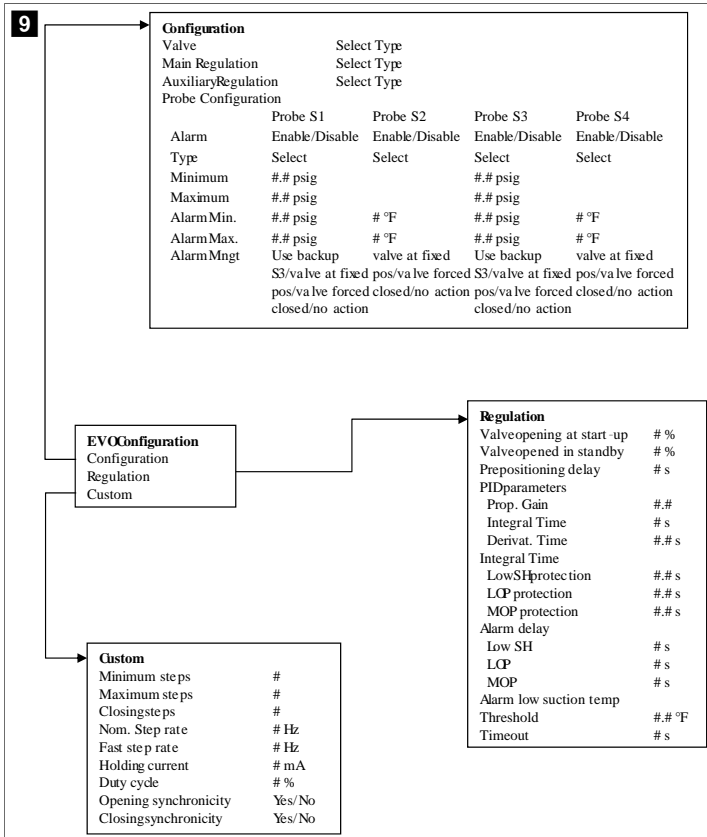 9
Configuration
Valve Select Type
Main Regulation Select Type
AuxiliaryRegulation Select Type
Probe Configuration
Probe S1 Probe S2 Probe S3 Probe S4
Alarm Enable/Disable Enable/Disable Enable/Disable Enable/Disable
Type Select Select Select Select
Minimum #.# psig #.# psig
Maximum #.# psig #.# psig
AlarmMin. #.# psig # °F #.# psig # °F
AlarmMax. #.# psig # °F #.# psig # °F
AlarmMngt Use backup valve at fixed Use backup valve at fixed
S3/valve at fixed pos/valve forced S3/valve at fixed pos/valve forced
pos/valve forced closed/no action pos/valve forced closed/no action
closed/no action closed/no action
EVOConfiguration
Configuration
Regulation
Custom
Regulation
Valveopening at start-up # %
Valveopened in standby # %
Prepositioning delay # s
PIDparameters
Prop. Gain #.#
Integral Time # s
Derivat. Time #.# s
Integral Time
LowSHprotection #.# s
LOP protection #.# s
MOP protection #.# s
Alarm delay
Low SH # s
LOP # s
MOP # s
Alarm low suction temp
Threshold #.# °F
Timeout # s
Custom
Minimum steps #
Maximum steps #
Closingsteps #
Nom. Step rate # Hz
Fast step rate # Hz
Holding current # mA
Duty cycle # %
Opening synchronicity Yes/No
Closingsynchronicity Yes/No